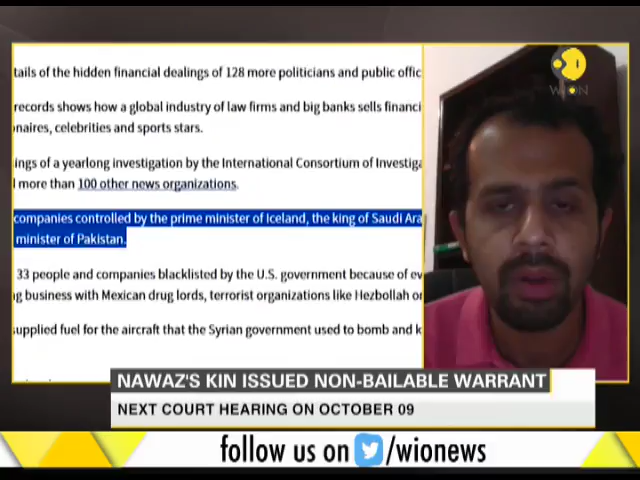 tails of the hidden financial dealings of 128 more politicians and public offic
records shows how a global industry of law firms and big banks sells financi
naires, celebrities and sports stars.
ings of a yearlong investigation by the International Consortium of Investiga
more than 100 other news organizations.
companies controlled by the prime minister of Iceland, the king of Saudi Ara
minister of Pakistan.
33 people and companies blacklisted by the U.S. government because of ev
g business with Mexican drug lords, terrorist organizations like Hezbollah or
supplied fuel for the aircraft that the Syrian government used to bomb and k
WION
NAWAZ'S KIN ISSUED NON-BAILABLE WARRANT
NEXT COURT HEARING ON OCTOBER 09
follow us on /wionews